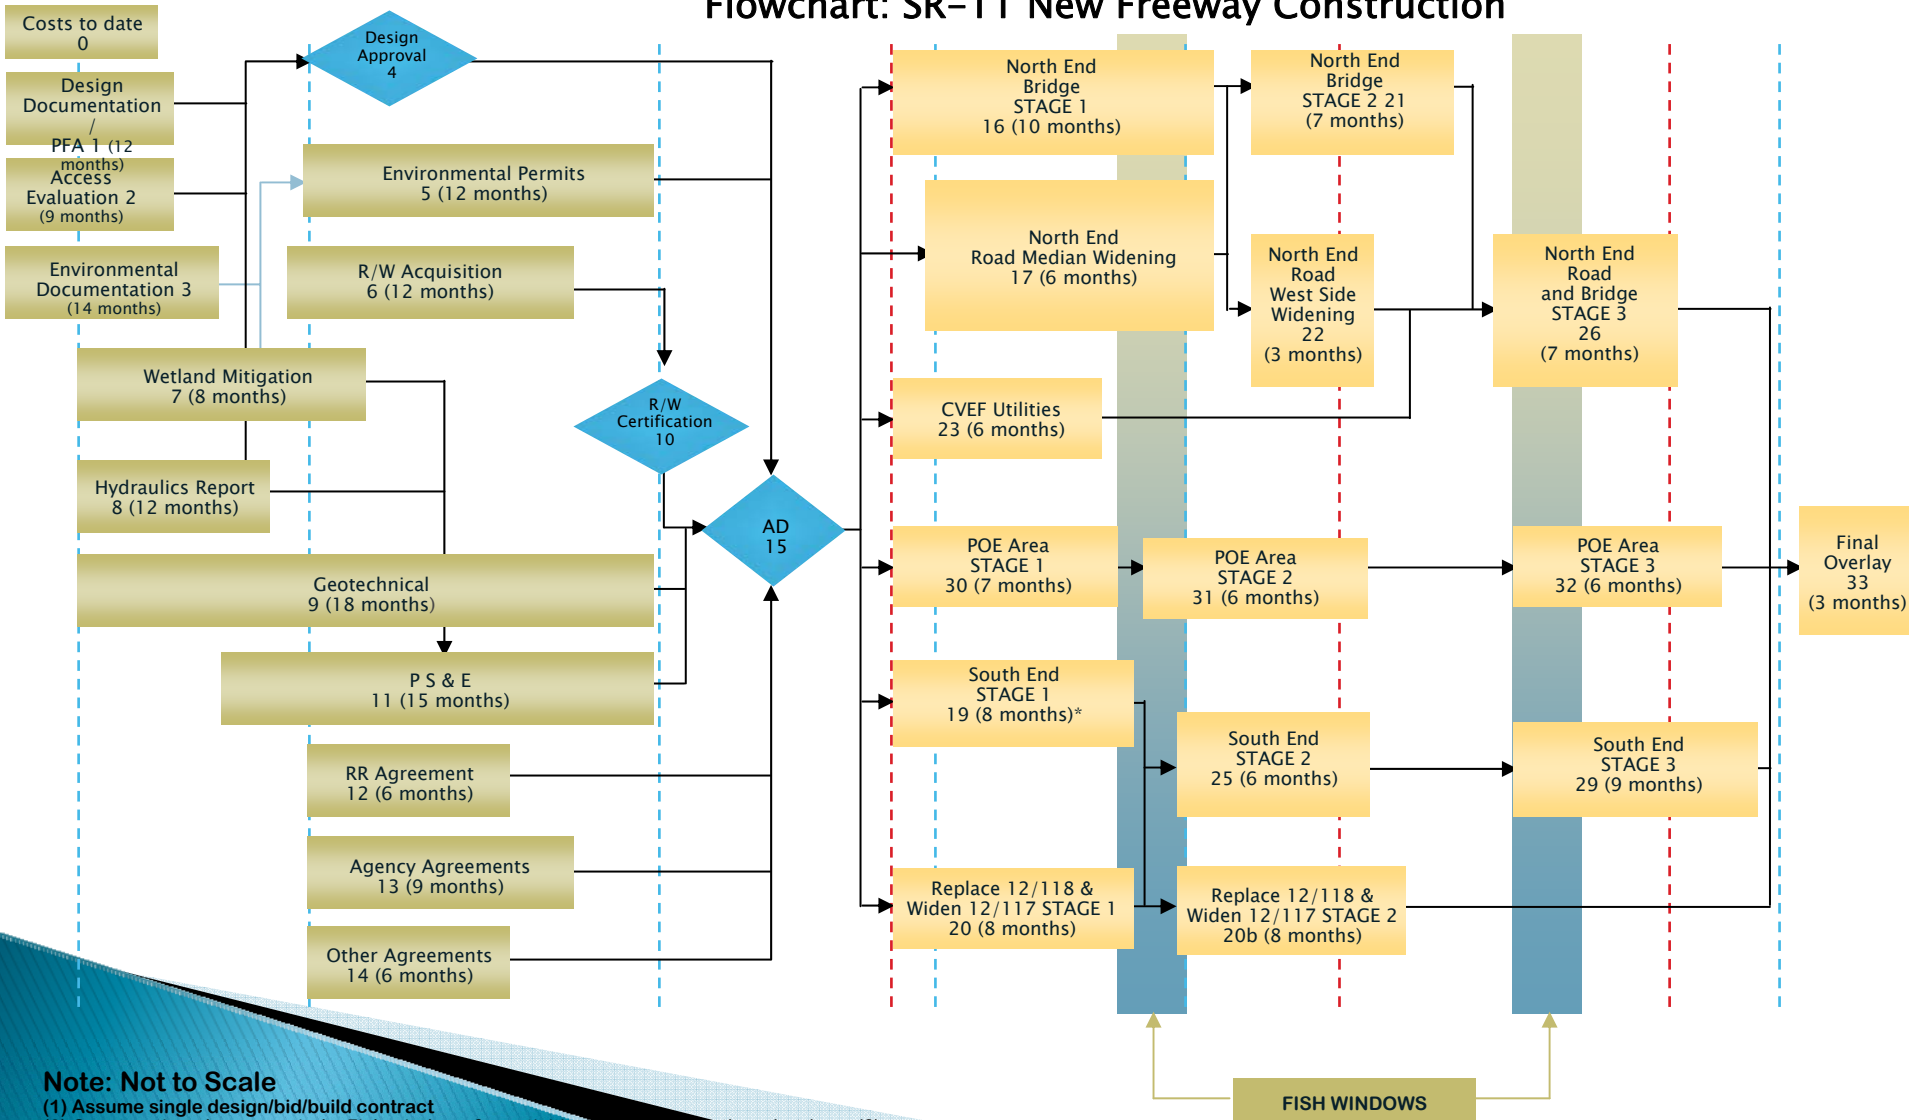 Flowchart: SR-11 New Freeway Construction
Costs to date
0
Design
Documentation
/
PFA 1 (12
months)
Access
Evaluation 2
(9 months)
Environmental
Documentation 3
(14 months)
Wetland Mitigation
7 (8 months)
Hydraulics Report
8 (12 months)
Geotechnical
9 (18 months)
P S & E
11 (15 months)
Design
Approval
4
Environmental Permits
5 (12 months)
R/W Acquisition
6 (12 months)
R/W
Certification
10
RR Agreement
12 (6 months)
Agency Agreements
13 (9 months)
Other Agreements
14 (6 months)
AD
15
North End
Bridge
STAGE 1
16 (10 months)
North End
Road Median Widening
17 (6 months)
CVEF Utilities
23 (6 months)
POE Area
STAGE 1
30 (7 months)
South End
STAGE 1
19 (8 months)*
Replace 12/118 &
Widen 12/117 STAGE 1
20 (8 months)
North End
Bridge
STAGE 2 21
(7 months)
North End
Road
West Side
Widening
22
(3 months)
POE Area
STAGE 2
31 (6 months)
South End
STAGE 2
25 (6 months)
Replace 12/118 &
Widen 12/117 STAGE 2
20b (8 months)
North End
Road
and Bridge
STAGE 3
26
(7 months)
POE Area
STAGE 3
32 (6 months)
South End
STAGE 3
29 (9 months)
Final
Overlay
33
(3 months)
FISH WINDOWS
Note: Not to Scale
(1) Assume single design/bid/build contract